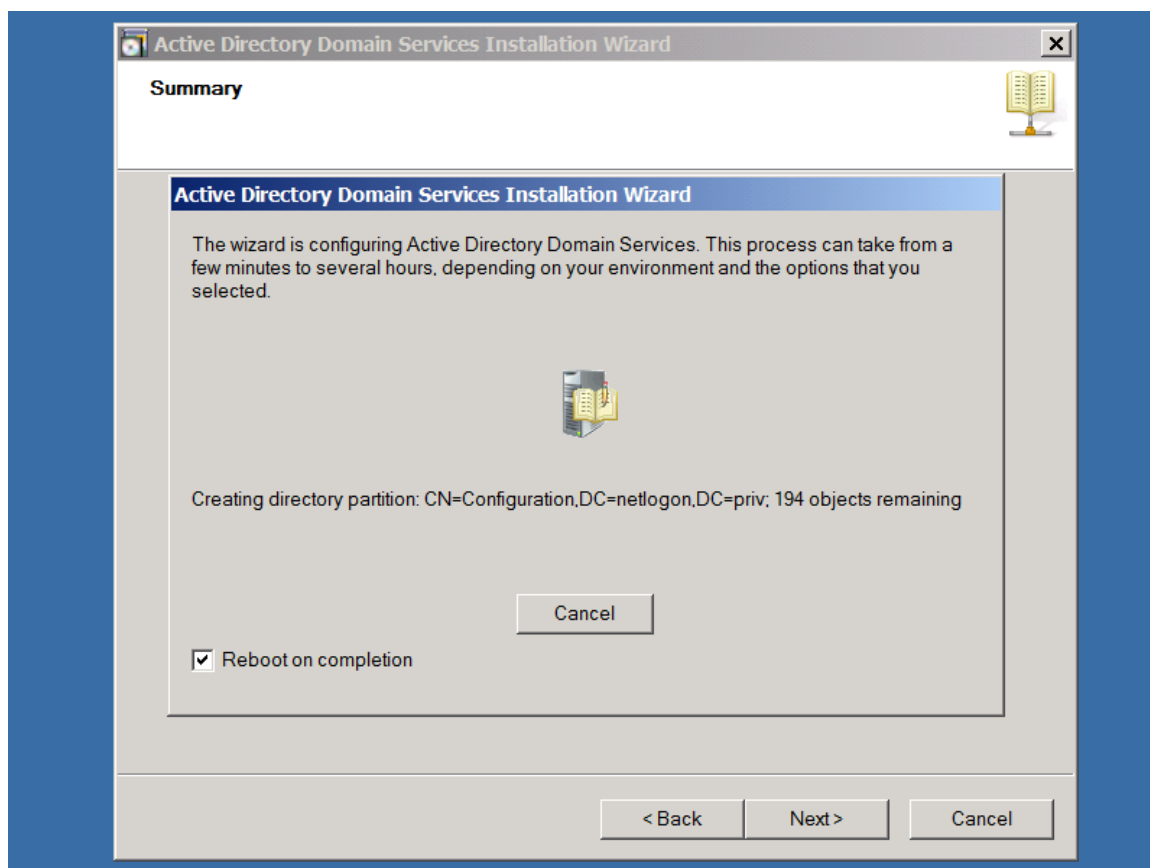 Active Directory Domain Services Installation Wizard
Summary
Active Directory Domain Services Installation Wizard
The wizard is configuring Active Directory Domain Services. This process can take from a
few minutes to several hours, depending on your environment and the options that you
selected.
Creating directory partition: CN=Configuration,DC=netlogon,DC=priv; 194 objects remaining
Cancel
Reboot on completion
< Back
Next >
Cancel